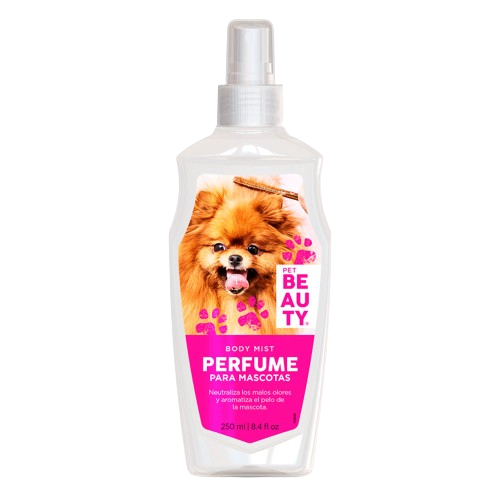 PET
BE
AU
TY®
BODY MIST
PERFUME
PARA MASCOTAS
Neutraliza los malos olores
y aromatiza el pelo de
la mascota.
250 ml | 8.4 fl oz